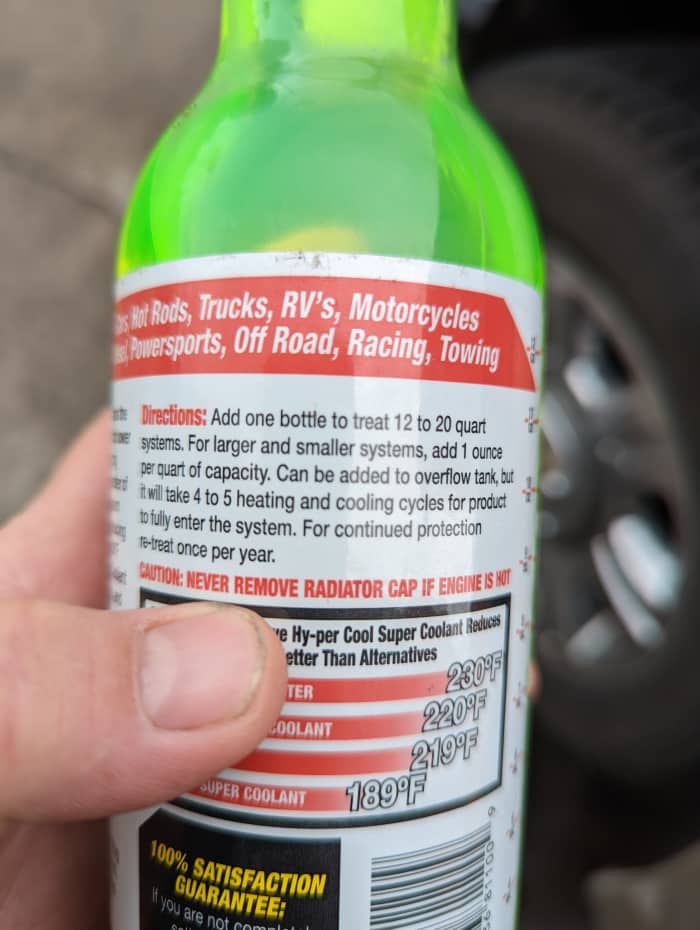 Hot Rods, Trucks, RV's, Motorcycles
Powersports, Off Road, Racing, Towing
Directions: Add one bottle to treat 12 to 20 quart
systems. For larger and smaller systems, add 1 ounce
per quart of capacity. Can be added to overflow tank, but
it will take 4 to 5 heating and cooling cycles for product
to fully enter the system. For continued protection
re-treat once per year.
CAUTION: NEVER REMOVE RADIATOR CAP IF ENGINE IS HOT
Hy-per Cool Super Coolant Reduces
etter Than Alternatives
TER 230°F
COOLANT 220°F
219°F
SUPER COOLANT 189°F
100% SATISFACTION
GUARANTEE:
If you are not